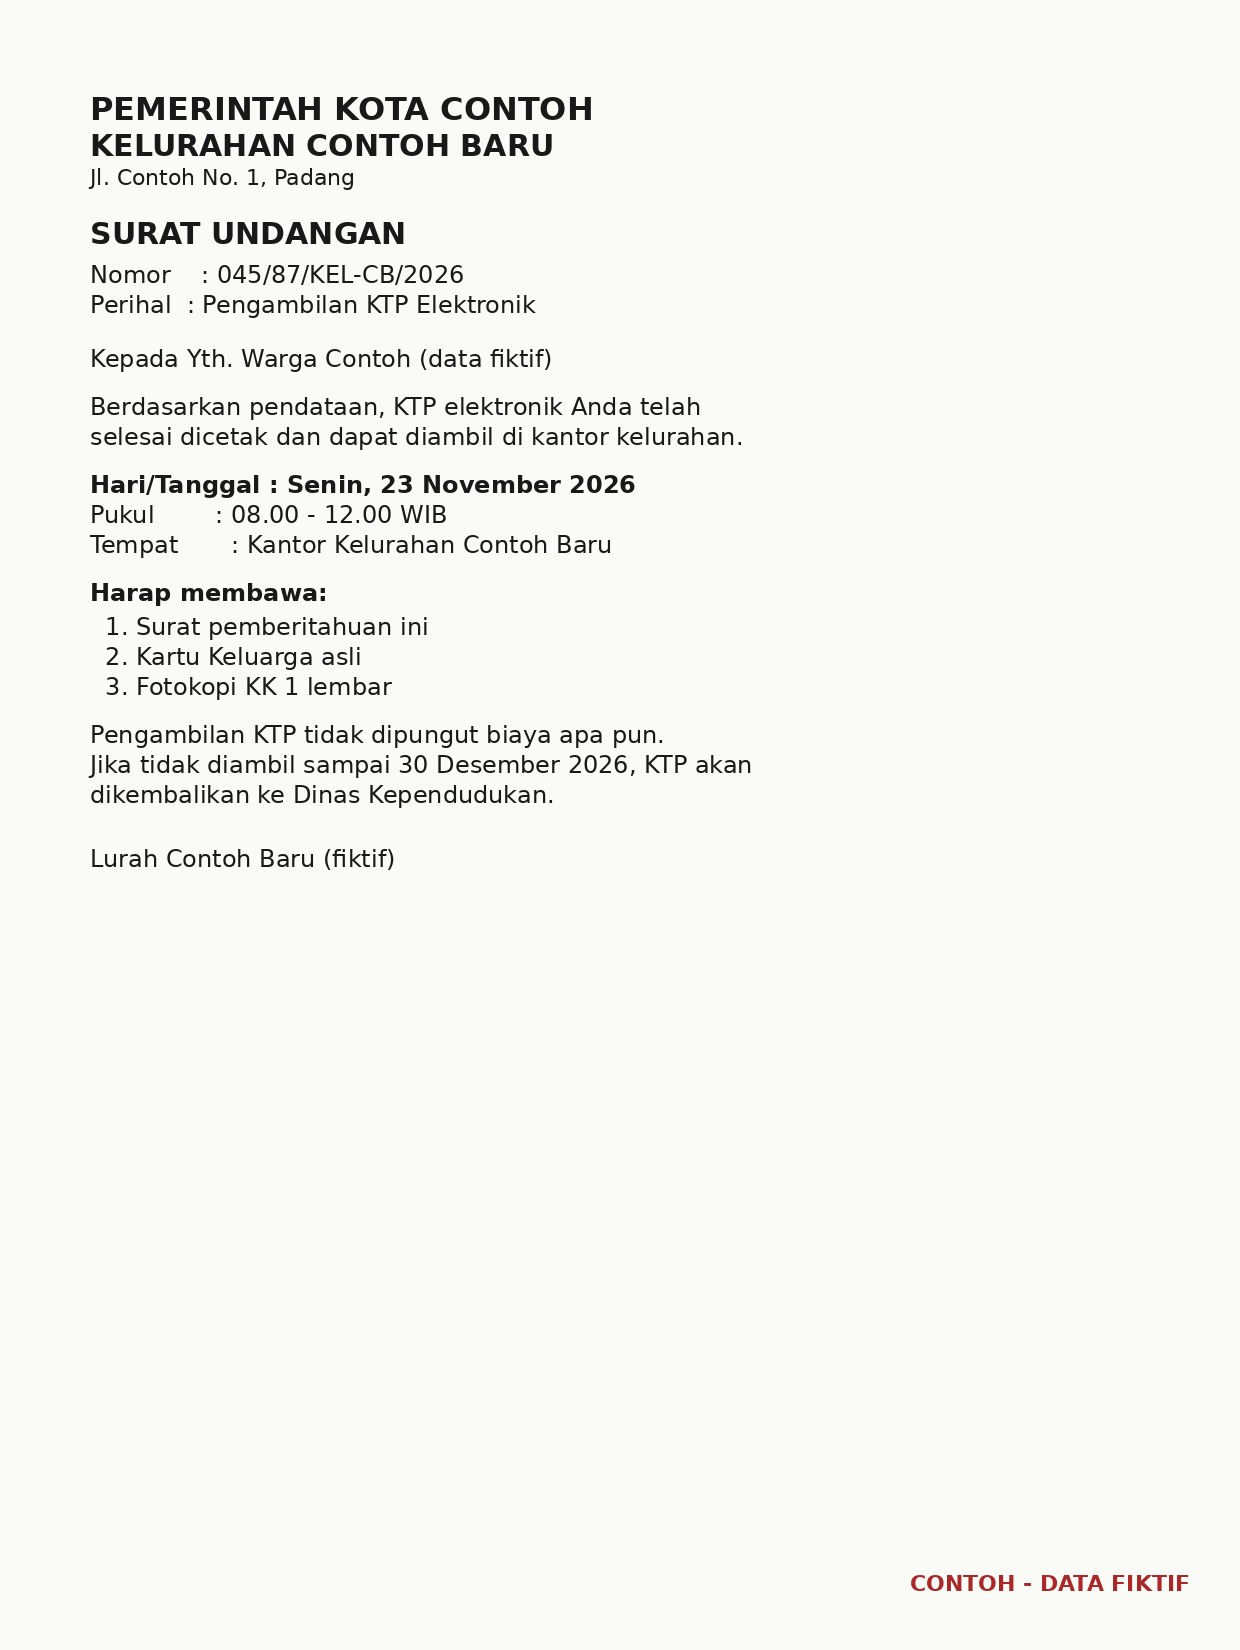 PEMERINTAH KOTA CONTOH
KELURAHAN CONTOH BARU
Jl. Contoh No. 1, Padang
SURAT UNDANGAN
Nomor : 045/87/KEL-CB/2026
Perihal : Pengambilan KTP Elektronik
Kepada Yth. Warga Contoh (data fiktif)
Berdasarkan pendataan, KTP elektronik Anda telah
selesai dicetak dan dapat diambil di kantor kelurahan.
Hari/Tanggal : Senin, 23 November 2026
Pukul : 08.00 - 12.00 WIB
Tempat : Kantor Kelurahan Contoh Baru
Harap membawa:
1. Surat pemberitahuan ini
2. Kartu Keluarga asli
3. Fotokopi KK 1 lembar
Pengambilan KTP tidak dipungut biaya apa pun.
Jika tidak diambil sampai 30 Desember 2026, KTP akan
dikembalikan ke Dinas Kependudukan.
Lurah Contoh Baru (fiktif)
CONTOH - DATA FIKTIF